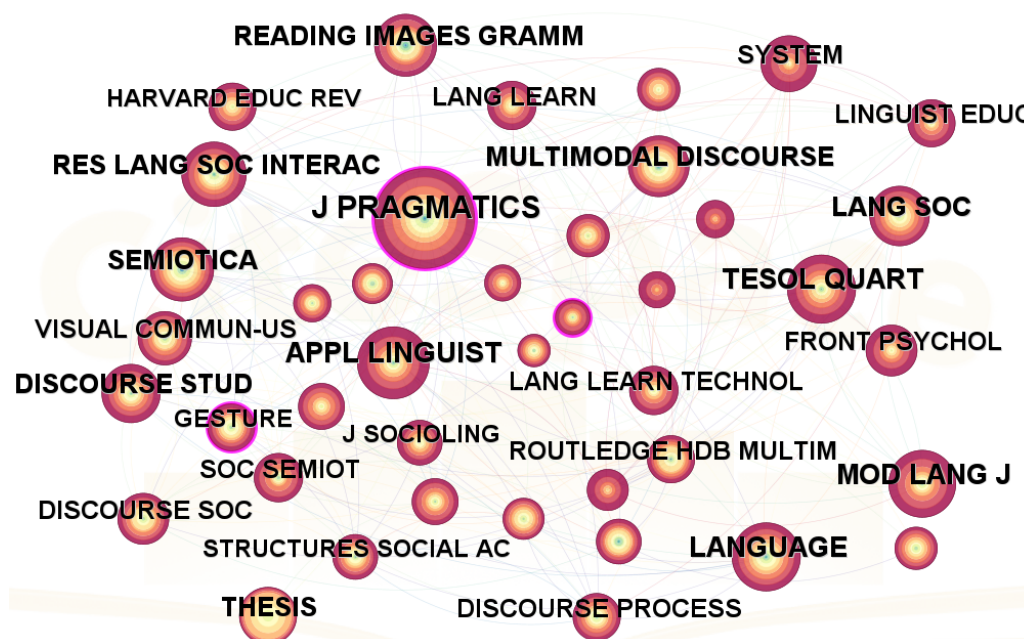 READING IMAGES GRAMM
SYSTEM
HARVARD EDUC REV
LANG LEARN
LINGUIST EDUC
RES LANG SOC INTERAC
MULTIMODAL DISCOURSE
J PRAGMATICS
LANG SOC
SEMIOTICA
TESOL QUART
VISUAL COMMUN-US
FRONT PSYCHOL
APPL LINGUIST
DISCOURSE STUD
LANG LEARN TECHNOL
GESTURE
J SOCIOLING
ROUTLEDGE HDB MULTIM
SOC SEMIOT
MOD LANG J
DISCOURSE SOC
STRUCTURES SOCIAL AC
LANGUAGE
THESIS
DISCOURSE PROCESS